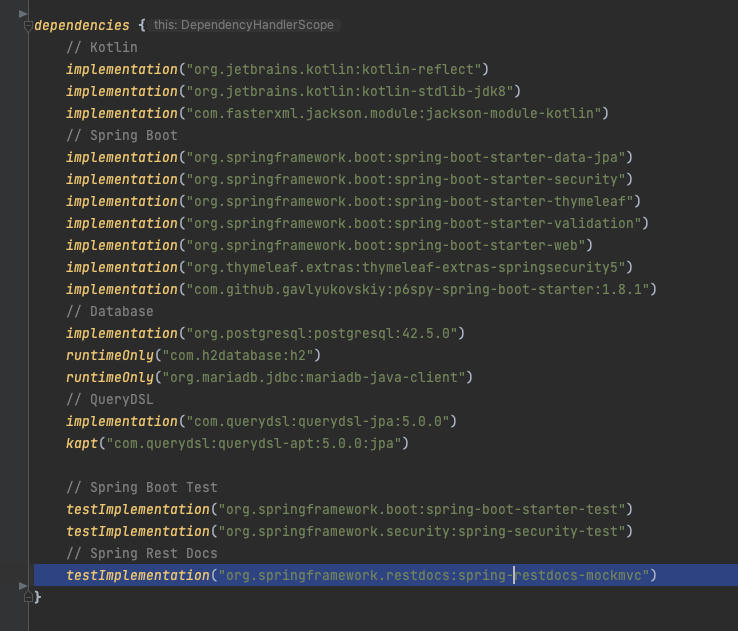 dependencies { this: DependencyHandlerScope
// Kotlin
implementation("org.jetbrains.kotlin:kotlin-reflect")
implementation("org.jetbrains.kotlin:kotlin-stdlib-jdk8")
implementation("com.fasterxml.jackson.module:jackson-module-kotlin")
// Spring Boot
implementation("org.springframework.boot:spring-boot-starter-data-jpa")
implementation("org.springframework.boot:spring-boot-starter-security")
implementation("org.springframework.boot:spring-boot-starter-thymeleaf")
implementation("org.springframework.boot:spring-boot-starter-validation")
implementation("org.springframework.boot:spring-boot-starter-web")
implementation("org.thymeleaf.extras:thymeleaf-extras-springsecurity5")
implementation("com.github.gavlyukovskiy:p6spy-spring-boot-starter:1.8.1")
// Database
implementation("org.postgresql:postgresql:42.5.0")
runtimeOnly("com.h2database:h2")
runtimeOnly("org.mariadb.jdbc:mariadb-java-client")
// QueryDSL
implementation("com.querydsl:querydsl-jpa:5.0.0")
kapt("com.querydsl:querydsl-apt:5.0.0:jpa")
// Spring Boot Test
testImplementation("org.springframework.boot:spring-boot-starter-test")
testImplementation("org.springframework.security:spring-security-test")
// Spring Rest Docs
testImplementation("org.springframework.restdocs:spring-restdocs-mockmvc")
}